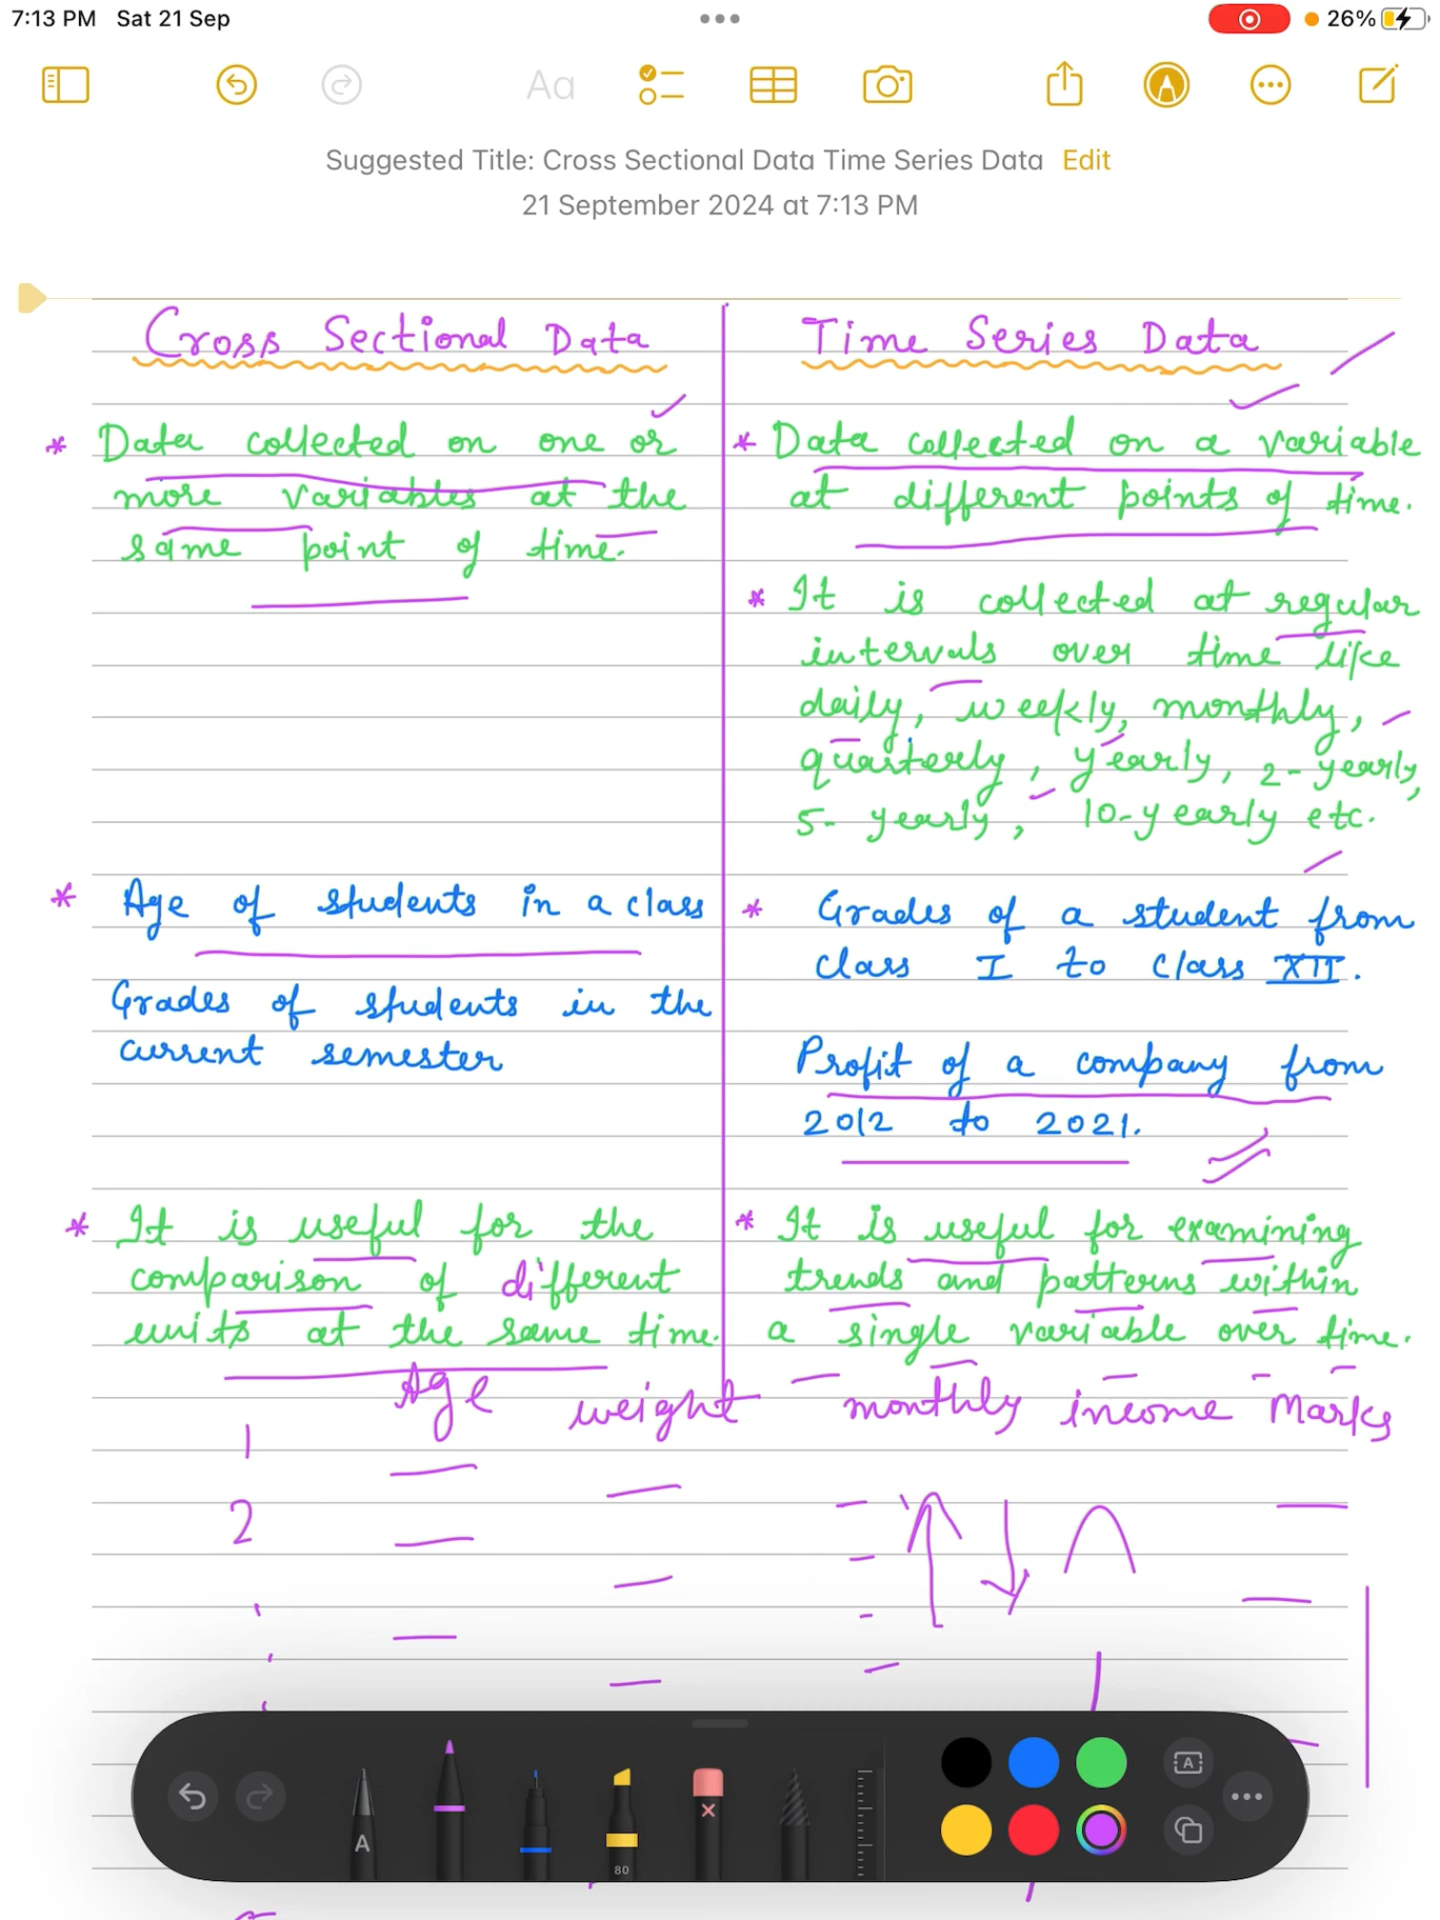 7:13 PM Sat 21 Sep
26%
Aa
Suggested Title: Cross Sectional Data Time Series Data Edit
21 September 2024 at 7:13 PM
Cross Sectional Data
* Data collected on one or
more variables at the
same point of time.
* Age of students in a class
Grades of students in the
current semester
* It is useful for the
comparison of different
units at the same time.
Time Series Data
* Data collected on a variable
at different points of time.
* It is collected at regular
intervals over time like
daily, weekly, monthly,
quarterly, yearly, 2-yearly,
5-yearly, 10-yearly etc.
* Grades of a student from
class I to class XII.
Profit of a company from
2012 to 2021.
* It is useful for examining
trends and patterns within
a single variable over time.
Age weight monthly income Marks
1
2
A
80
A